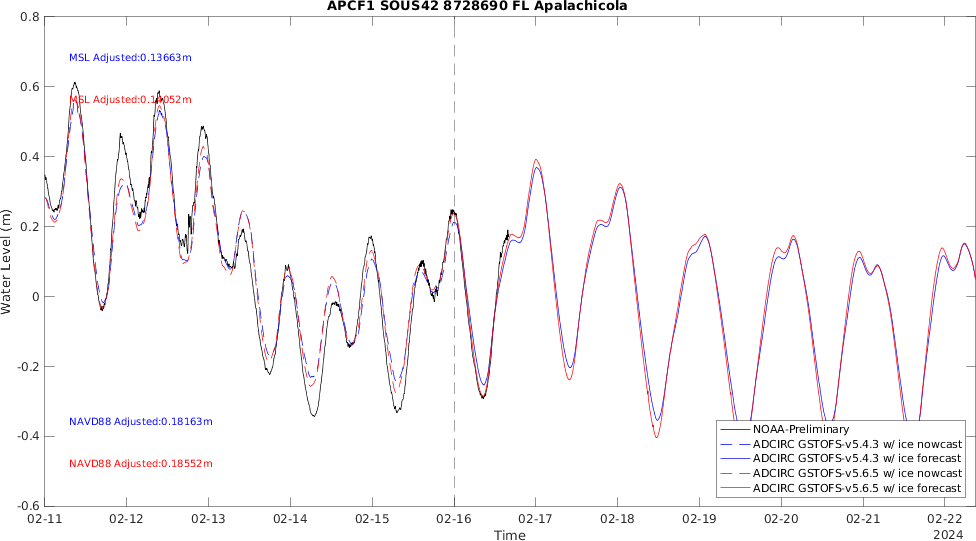 APCF1 SOUS42 8728690 FL Apalachicola
0.8
0.6
0.4
0.2
0
-0.2
-0.4
-0.6
Water Level (m)
MSL Adjusted:0.13663m
MSL
NAVD88 Adjusted:0.18163m
NAVD88 Adjusted:0.18552m
NOAA-Preliminary
ADCIRC GSTOFS-v5.4.3 w/ ice nowcast
ADCIRC GSTOFS-v5.4.3 w/ ice forecast
ADCIRC GSTOFS-v5.6.5 w/ ice nowcast
ADCIRC GSTOFS-v5.6.5 w/ ice forecast
02-11 02-12 02-13 02-14 02-15 02-16 02-17 02-18 02-19 02-20 02-21 02-22
Time
2024